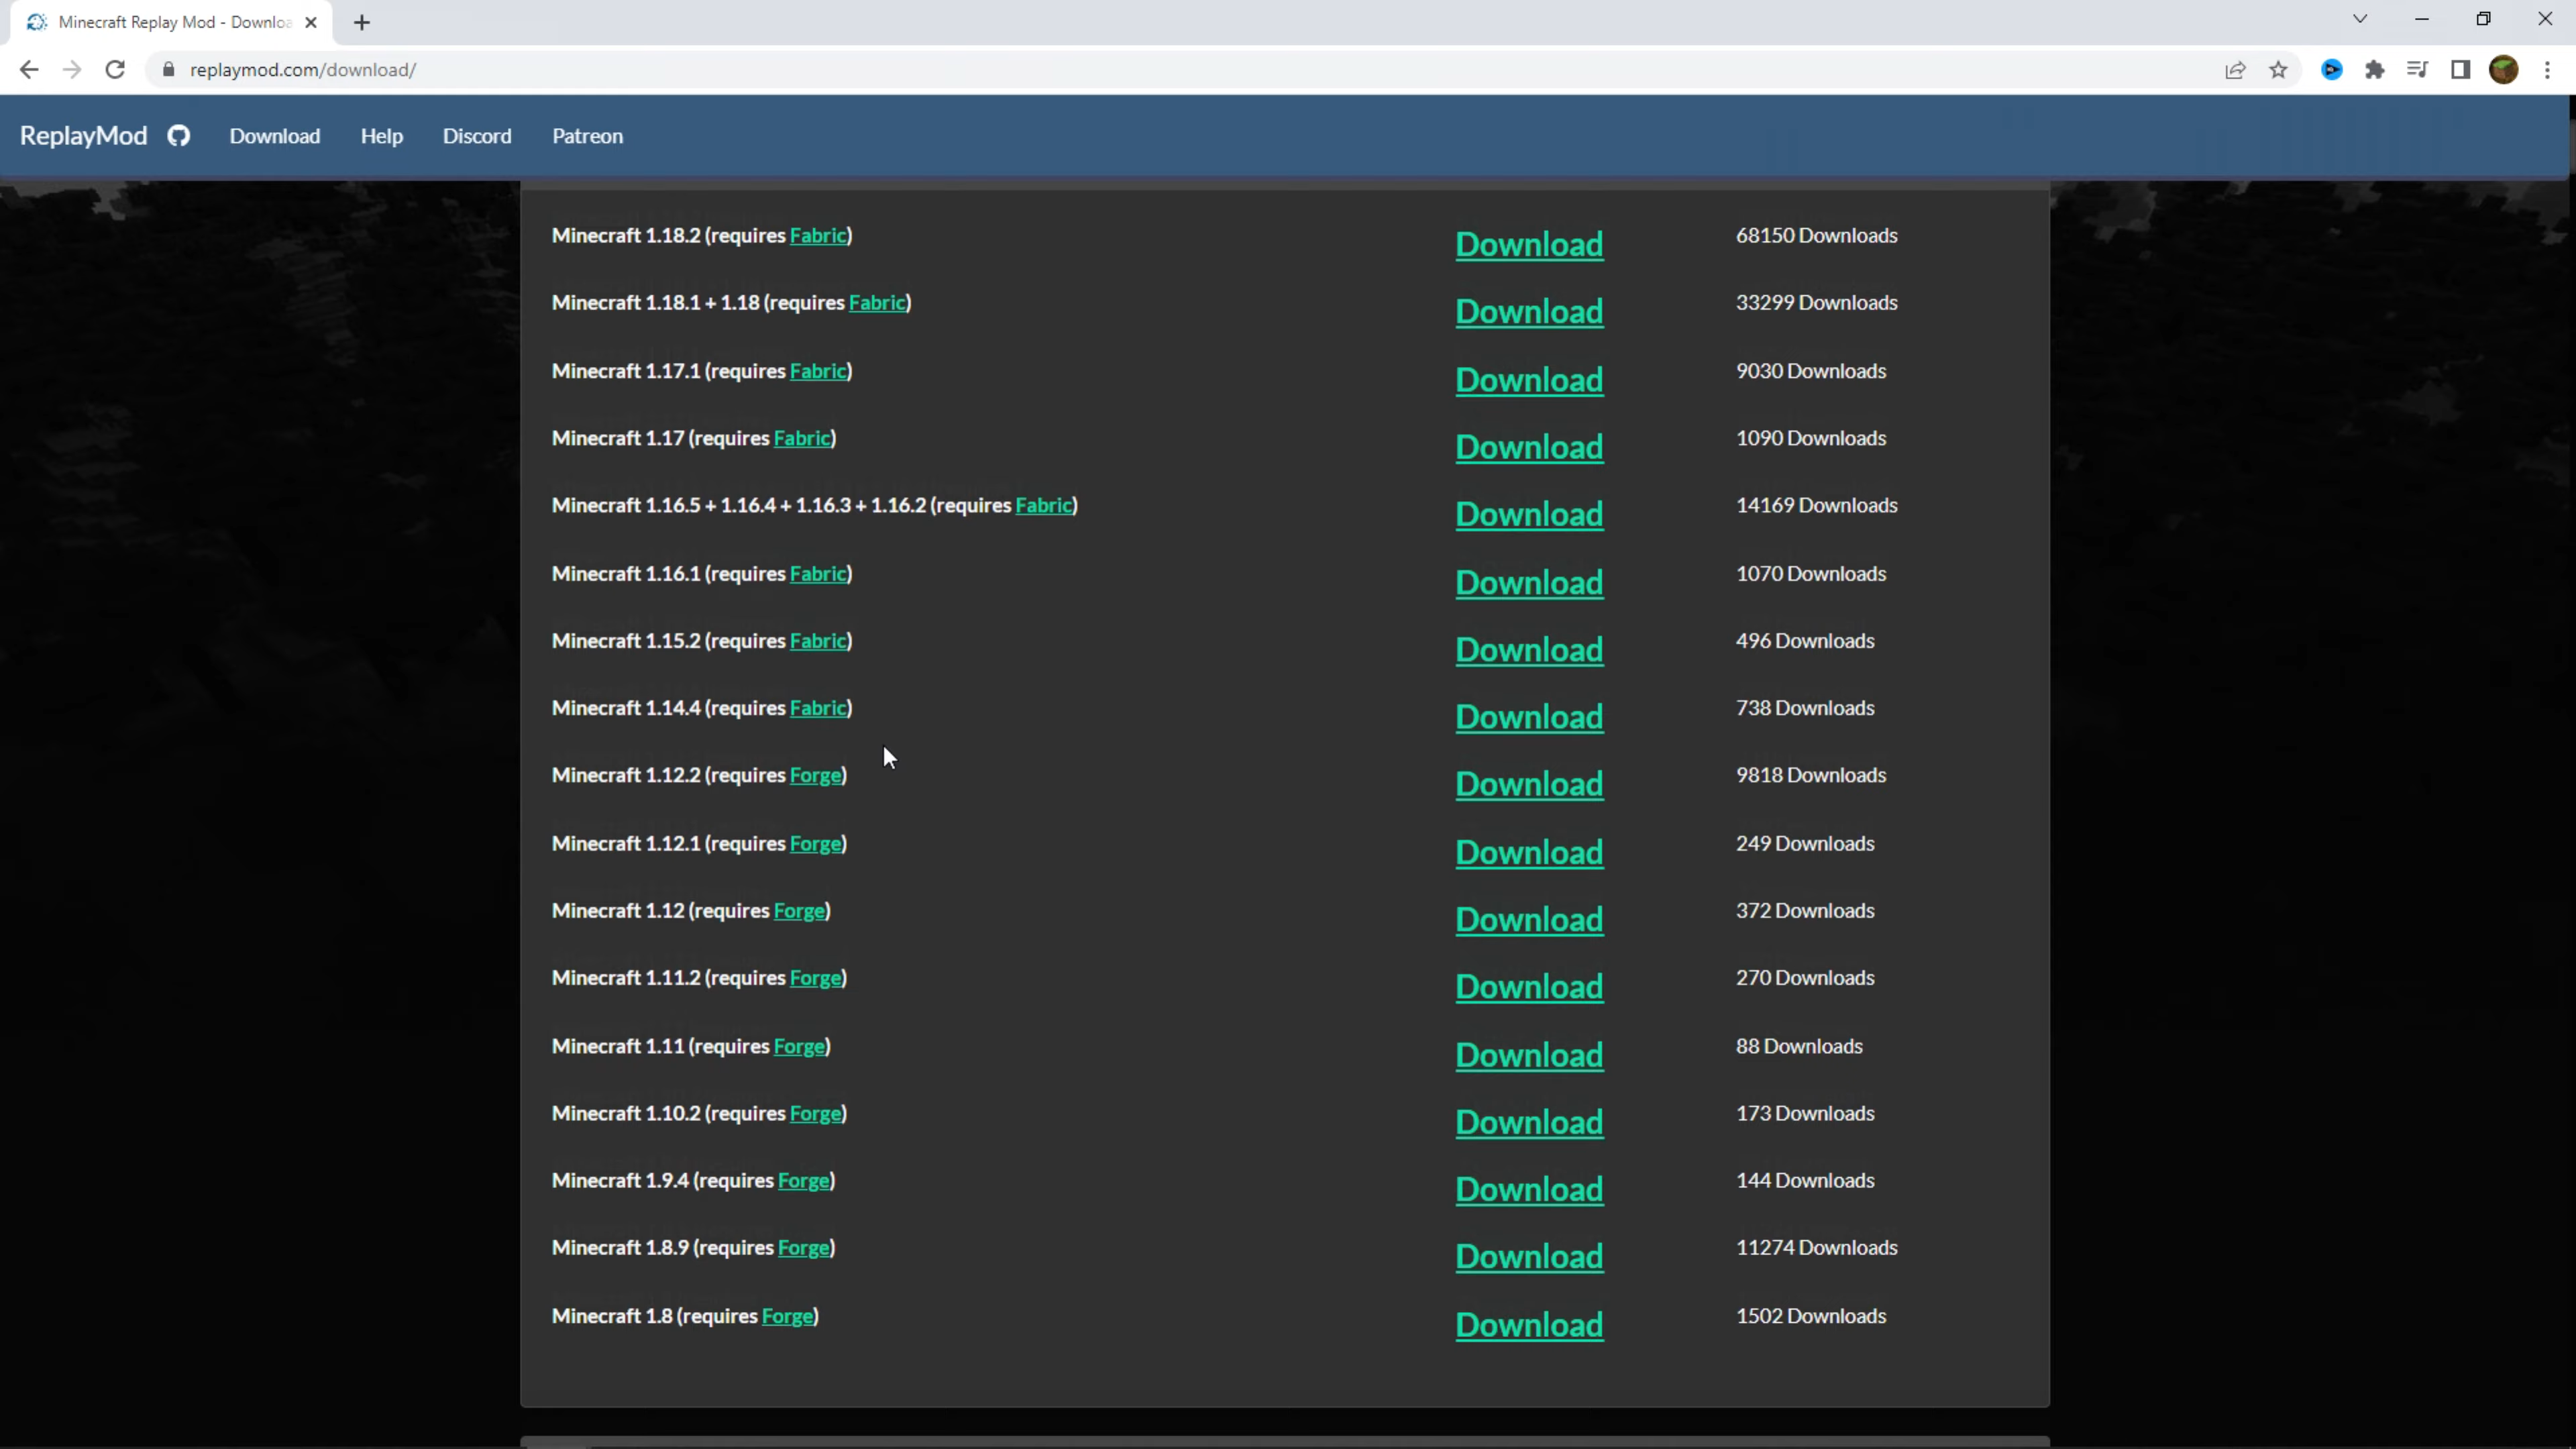 Minecraft Replay Mod - Downloa
replaymod.com/download/
ReplayMod Download Help Discord Patreon
Minecraft 1.18.2 (requires Fabric) Download 68150 Downloads
Minecraft 1.18.1 + 1.18 (requires Fabric) Download 33299 Downloads
Minecraft 1.17.1 (requires Fabric) Download 9030 Downloads
Minecraft 1.17 (requires Fabric) Download 1090 Downloads
Minecraft 1.16.5 + 1.16.4 + 1.16.3 + 1.16.2 (requires Fabric) Download 14169 Downloads
Minecraft 1.16.1 (requires Fabric) Download 1070 Downloads
Minecraft 1.15.2 (requires Fabric) Download 496 Downloads
Minecraft 1.14.4 (requires Fabric) Download 738 Downloads
Minecraft 1.12.2 (requires Forge) Download 9818 Downloads
Minecraft 1.12.1 (requires Forge) Download 249 Downloads
Minecraft 1.12 (requires Forge) Download 372 Downloads
Minecraft 1.11.2 (requires Forge) Download 270 Downloads
Minecraft 1.11 (requires Forge) Download 88 Downloads
Minecraft 1.10.2 (requires Forge) Download 173 Downloads
Minecraft 1.9.4 (requires Forge) Download 144 Downloads
Minecraft 1.8.9 (requires Forge) Download 11274 Downloads
Minecraft 1.8 (requires Forge) Download 1502 Downloads